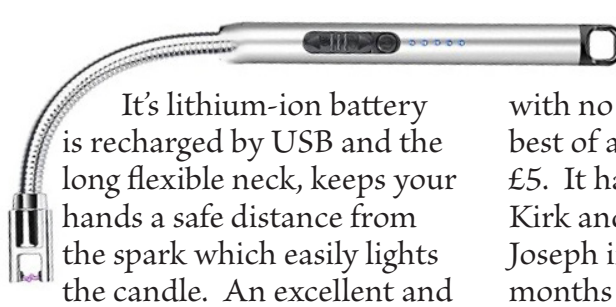 It's lithium-ion battery
is recharged by USB and the
long flexible neck, keeps your
hands a safe distance from
the spark which easily lights
the candle.  An excellent and
with no
best of a
£5.  It ha
Kirk and
Joseph i
months